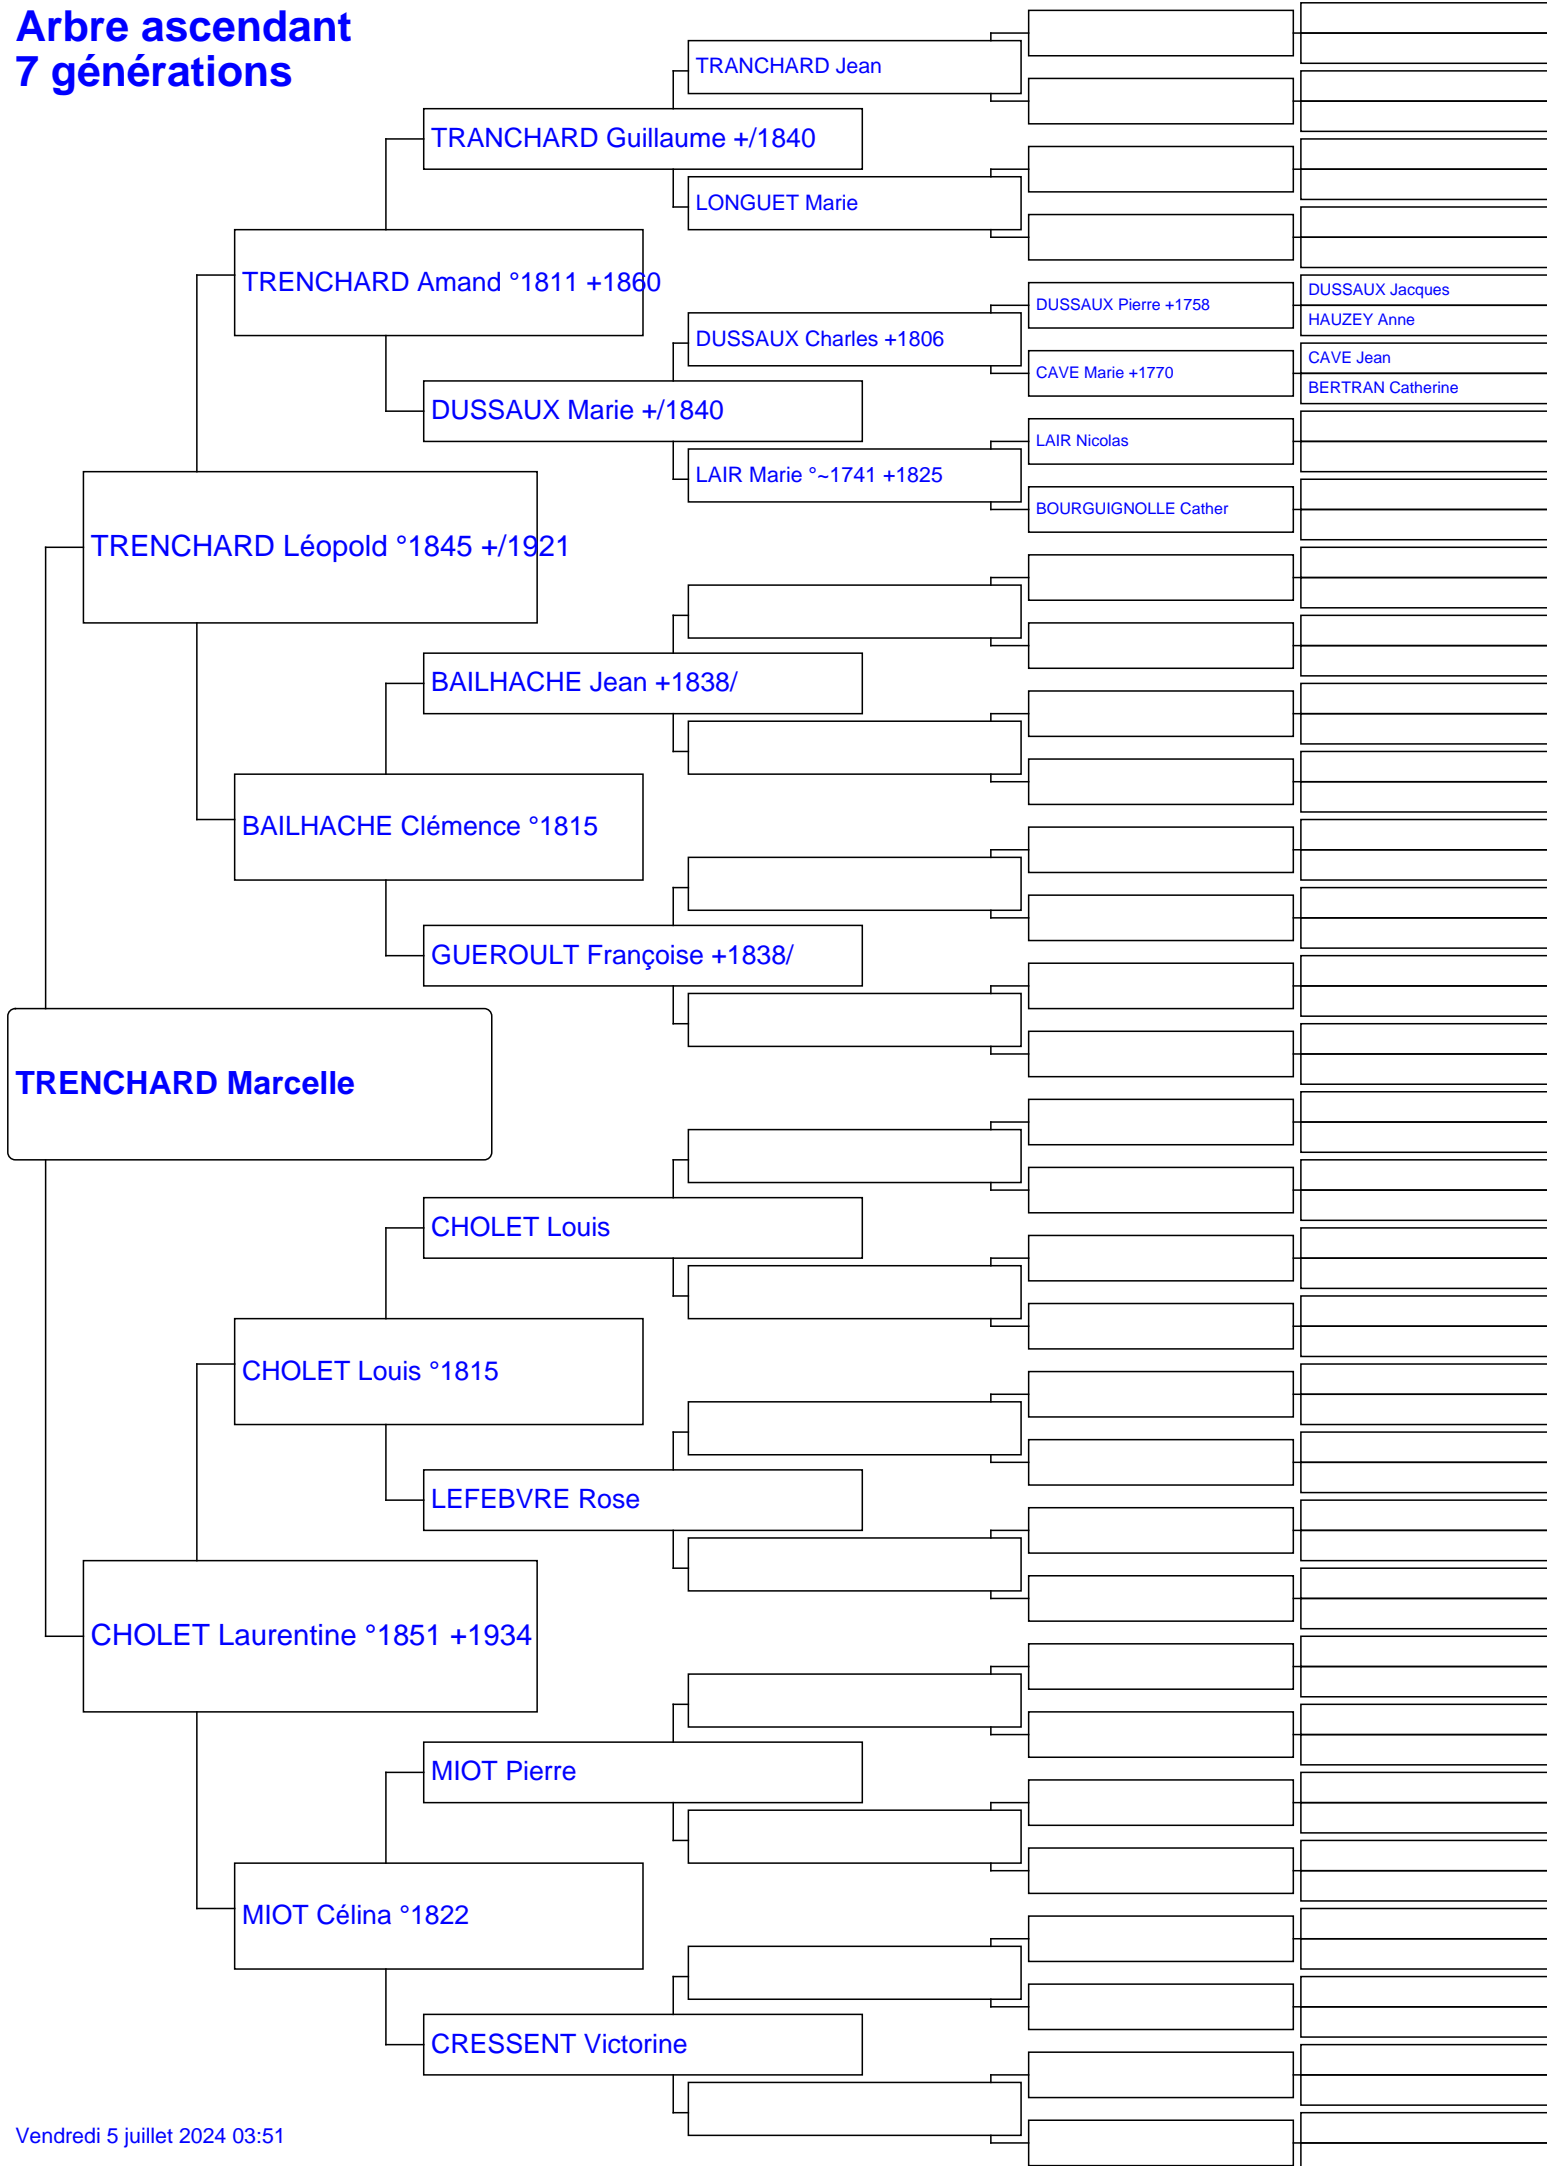 Arbre ascendant
7 générations
TRANCHARD Jean
TRANCHARD Guillaume +/1840
LONGUET Marie
TRENCHARD Amand °1811 +1860
DUSSAUX Jacques
DUSSAUX Pierre +1758
HAUZEY Anne
DUSSAUX Charles +1806
CAVE Jean
CAVE Marie +1770
BERTRAN Catherine
DUSSAUX Marie +/1840
LAIR Nicolas
LAIR Marie °~1741 +1825
BOURGUIGNOLLE Cather
TRENCHARD Léopold °1845 +/1921
BAILHACHE Jean +1838/
BAILHACHE Clémence °1815
GUEROULT Françoise +1838/
TRENCHARD Marcelle
CHOLET Louis
CHOLET Louis °1815
LEFEBVRE Rose
CHOLET Laurentine °1851 +1934
MIOT Pierre
MIOT Célina °1822
CRESSENT Victorine
Vendredi 5 juillet 2024 03:51